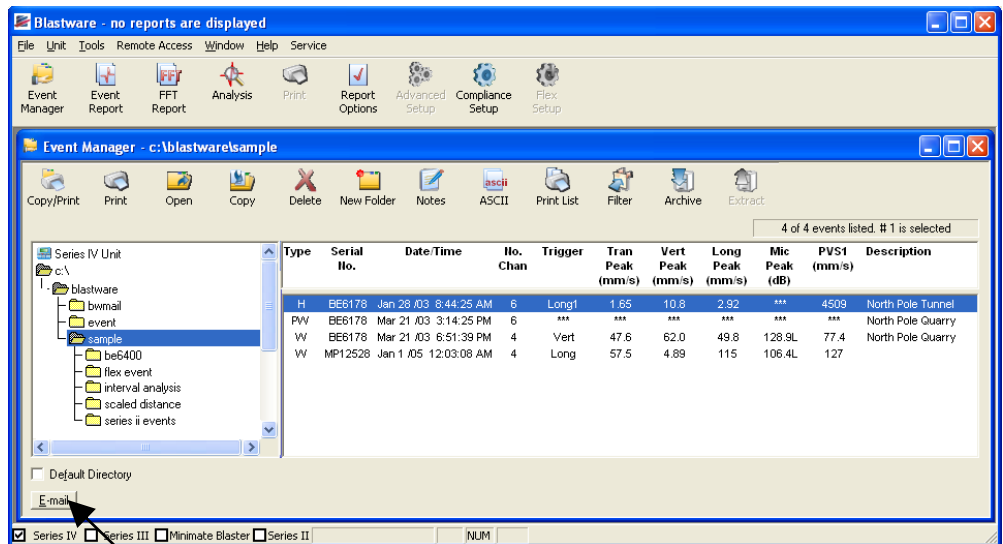 Blastware - no reports are displayed
File Unit Tools Remote Access Window Help Service
Event Manager
Event Report
FFT Report
Analysis
Print
Report Options
Advanced Setup
Compliance Setup
Flex Setup
Event Manager - c:\blastware\sample
Copy/Print Print Open Copy Delete New Folder Notes ASCII Print List Filter Archive Extract
4 of 4 events listed. # 1 is selected
Series IV Unit
c:\
blastware
bwmail
event
sample
be6400
flex event
interval analysis
scaled distance
series ii events
Type Serial No. Date/Time No. Chan Trigger Tran Peak (mm/s) Vert Peak (mm/s) Long Peak (mm/s) Mic Peak (dB) PVS1 (mm/s) Description
H BE6178 Jan 28 /03 8:44:25 AM 6 Long1 1.65 10.8 2.92 *** 4509 North Pole Tunnel
PW BE6178 Mar 21 /03 3:14:25 PM 6 *** *** *** *** *** *** North Pole Quarry
W BE6178 Mar 21 /03 6:51:39 PM 4 Vert 47.6 62.0 49.8 128.9L 77.4 North Pole Quarry
W MP12528 Jan 1 /05 12:03:08 AM 4 Long 57.5 4.89 115 106.4L 127
Default Directory
E-mail
Series IV Series III Minimate Blaster Series II NUM